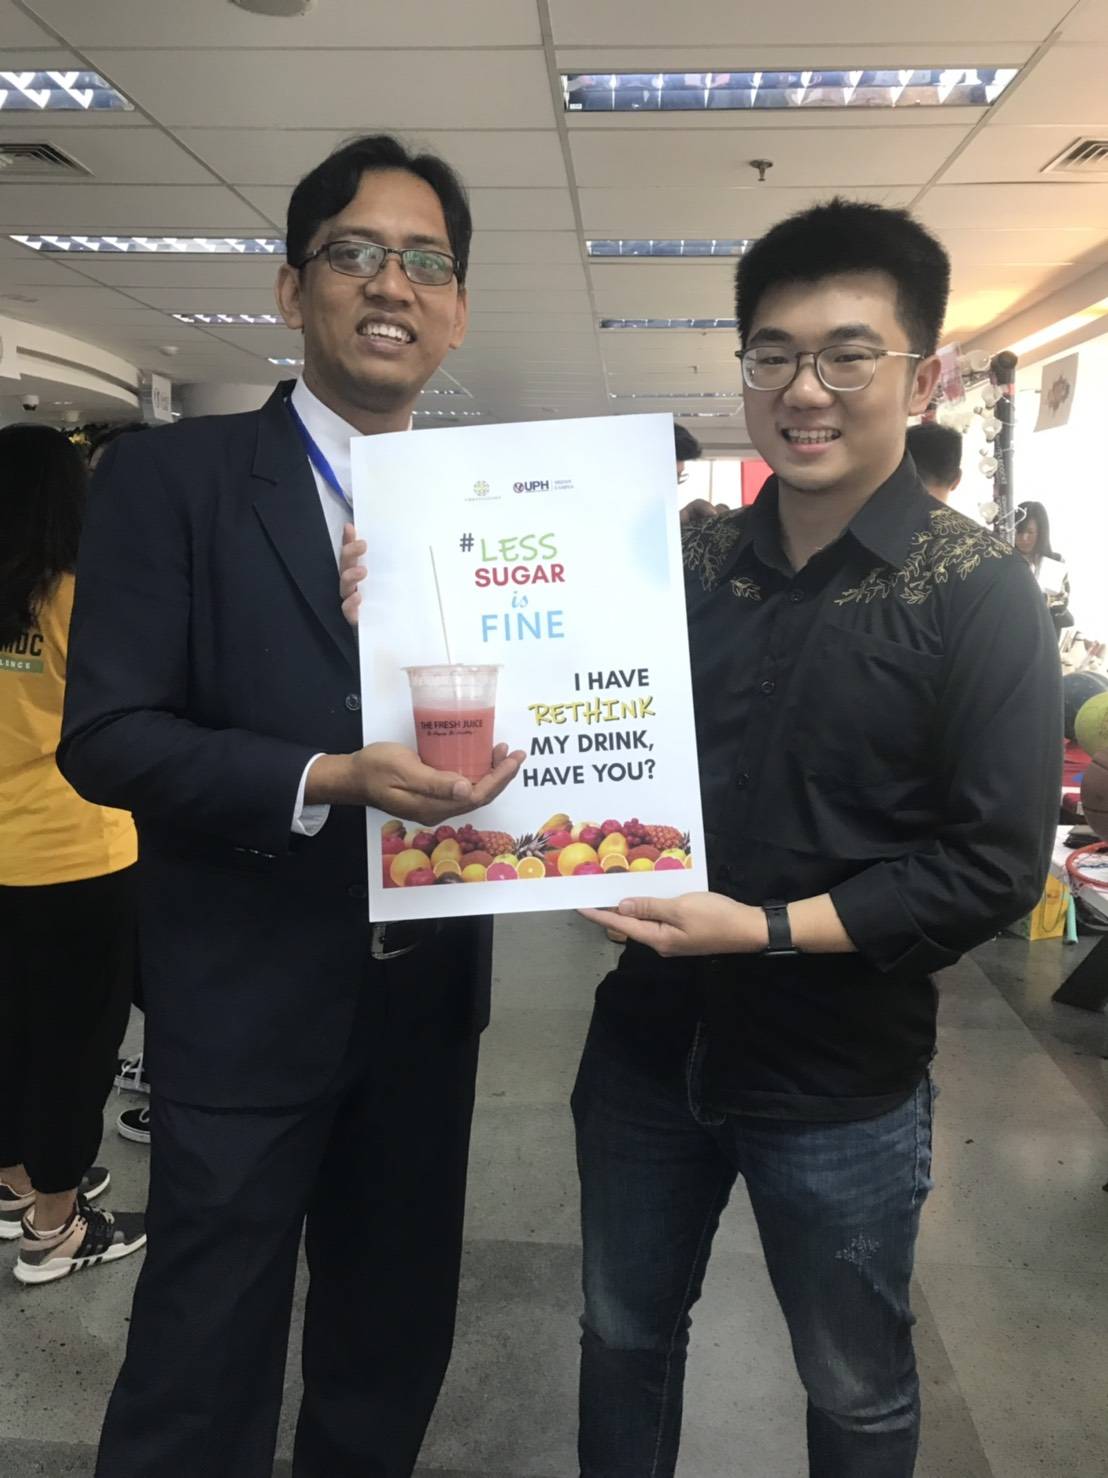 UPH
#LESS
SUGAR
is
FINE
I HAVE
RETHINK
MY DRINK,
HAVE YOU?
THE FRESH JUICE